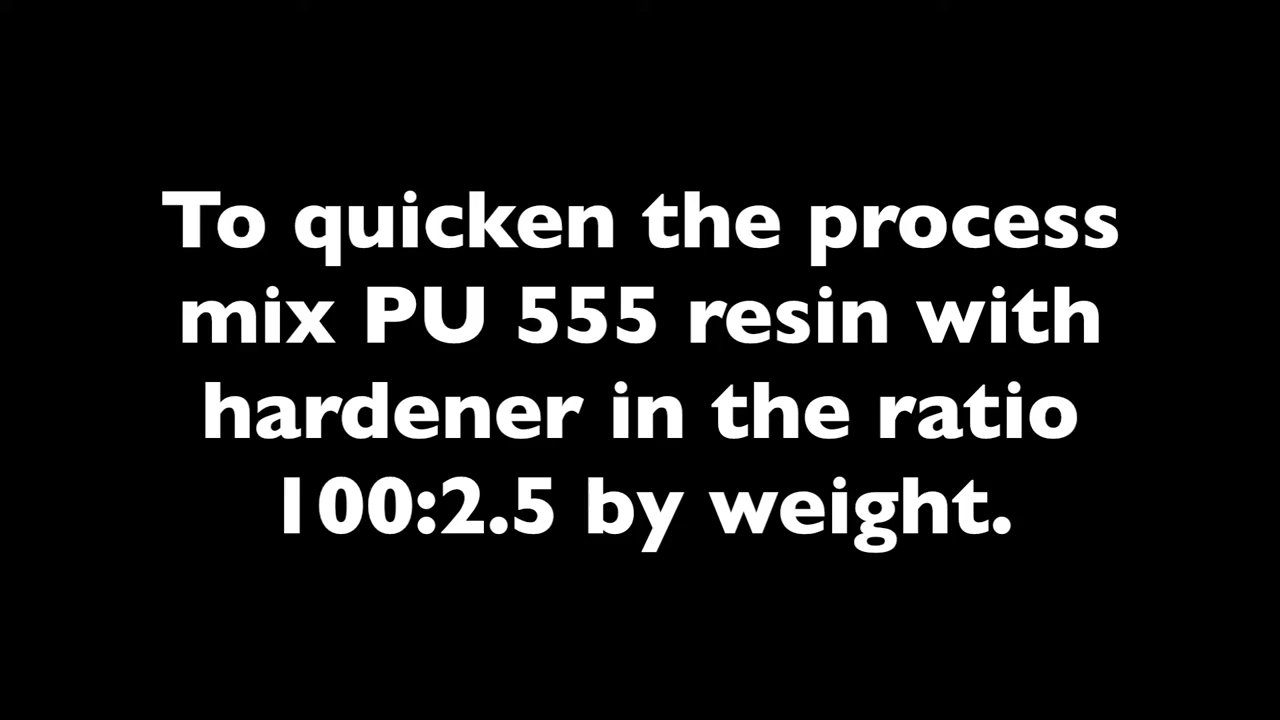 To quicken the process
mix PU 555 resin with
hardener in the ratio
100:2.5 by weight.